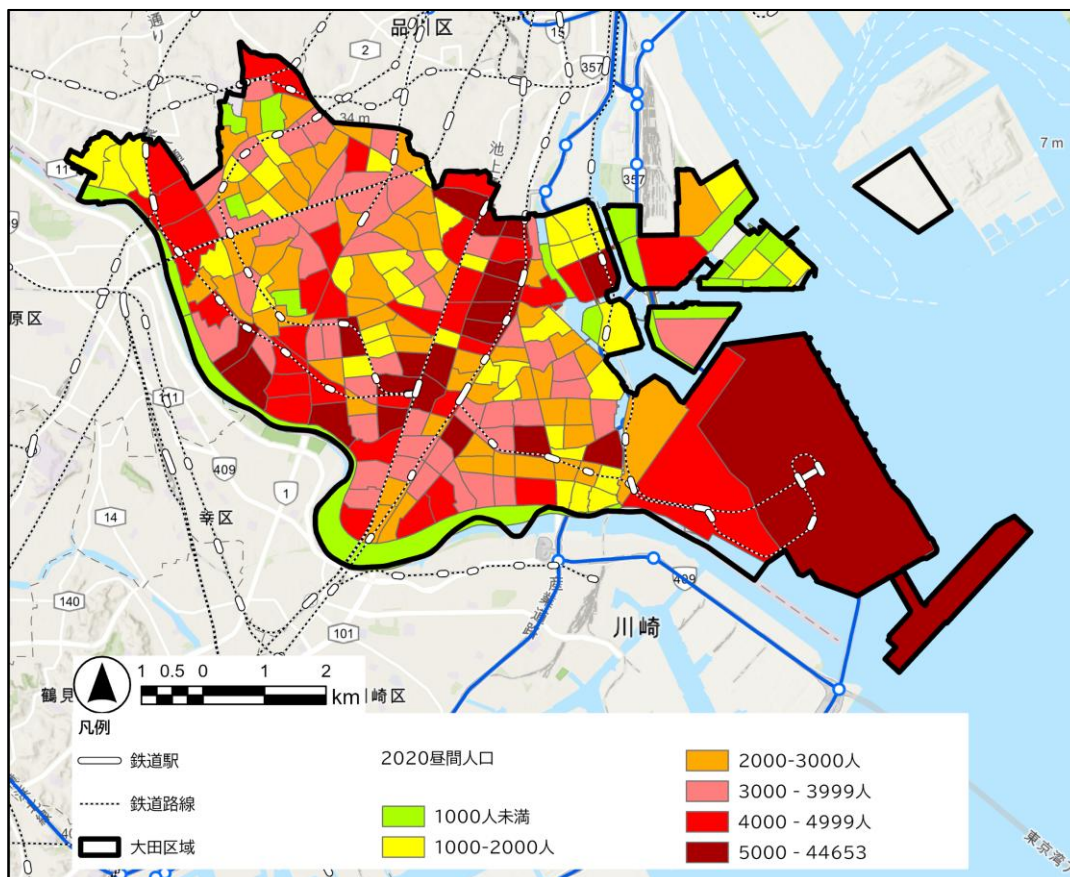 通り
品川区
2
15
357
34 m
7 m
11
池上
357
原区
111
409
1
幸区
14
409
140
101
川崎
1 0.5 0 1 2
km
鶴見
崎区
凡例
鉄道駅
鉄道路線
大田区域
2020昼間人口
1000人未満
1000-2000人
2000-3000人
3000 - 3999人
4000 - 4999人
5000 - 44653